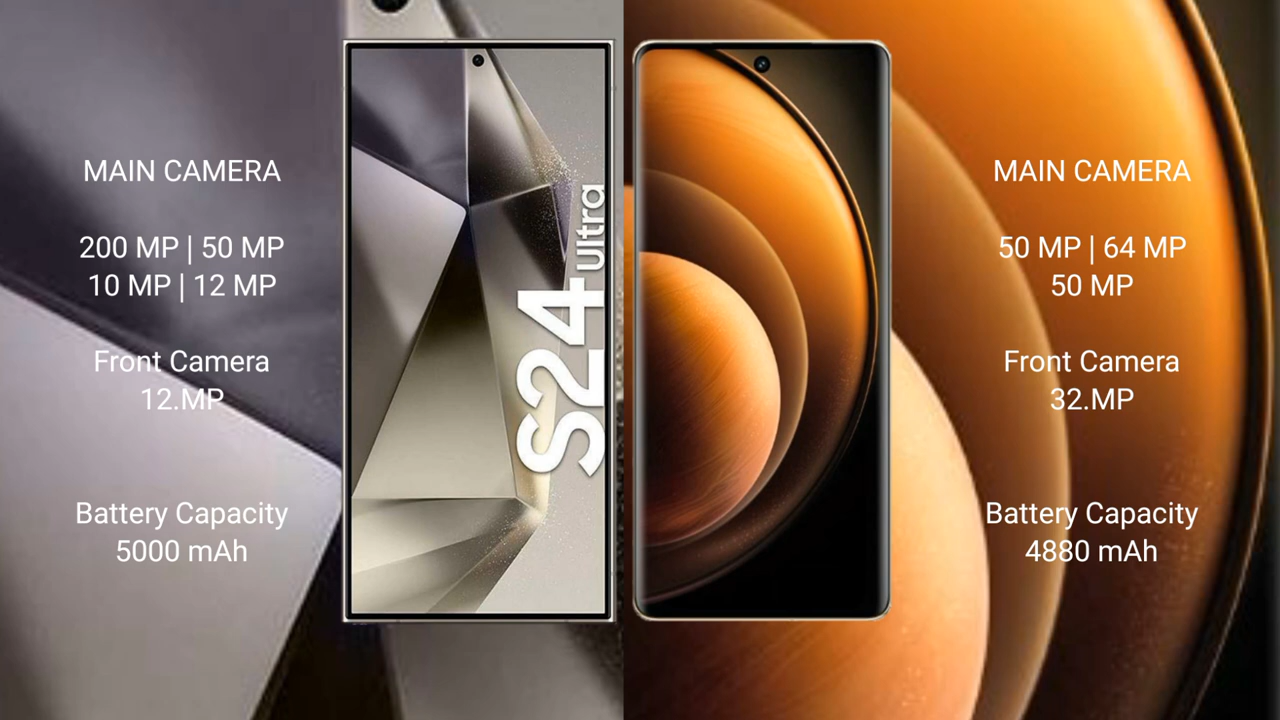 MAIN CAMERA
200 MP | 50 MP
10 MP | 12 MP
Front Camera
12.MP
Battery Capacity
5000 mAh
S24 Ultra
MAIN CAMERA
50 MP | 64 MP
50 MP
Front Camera
32.MP
Battery Capacity
4880 mAh